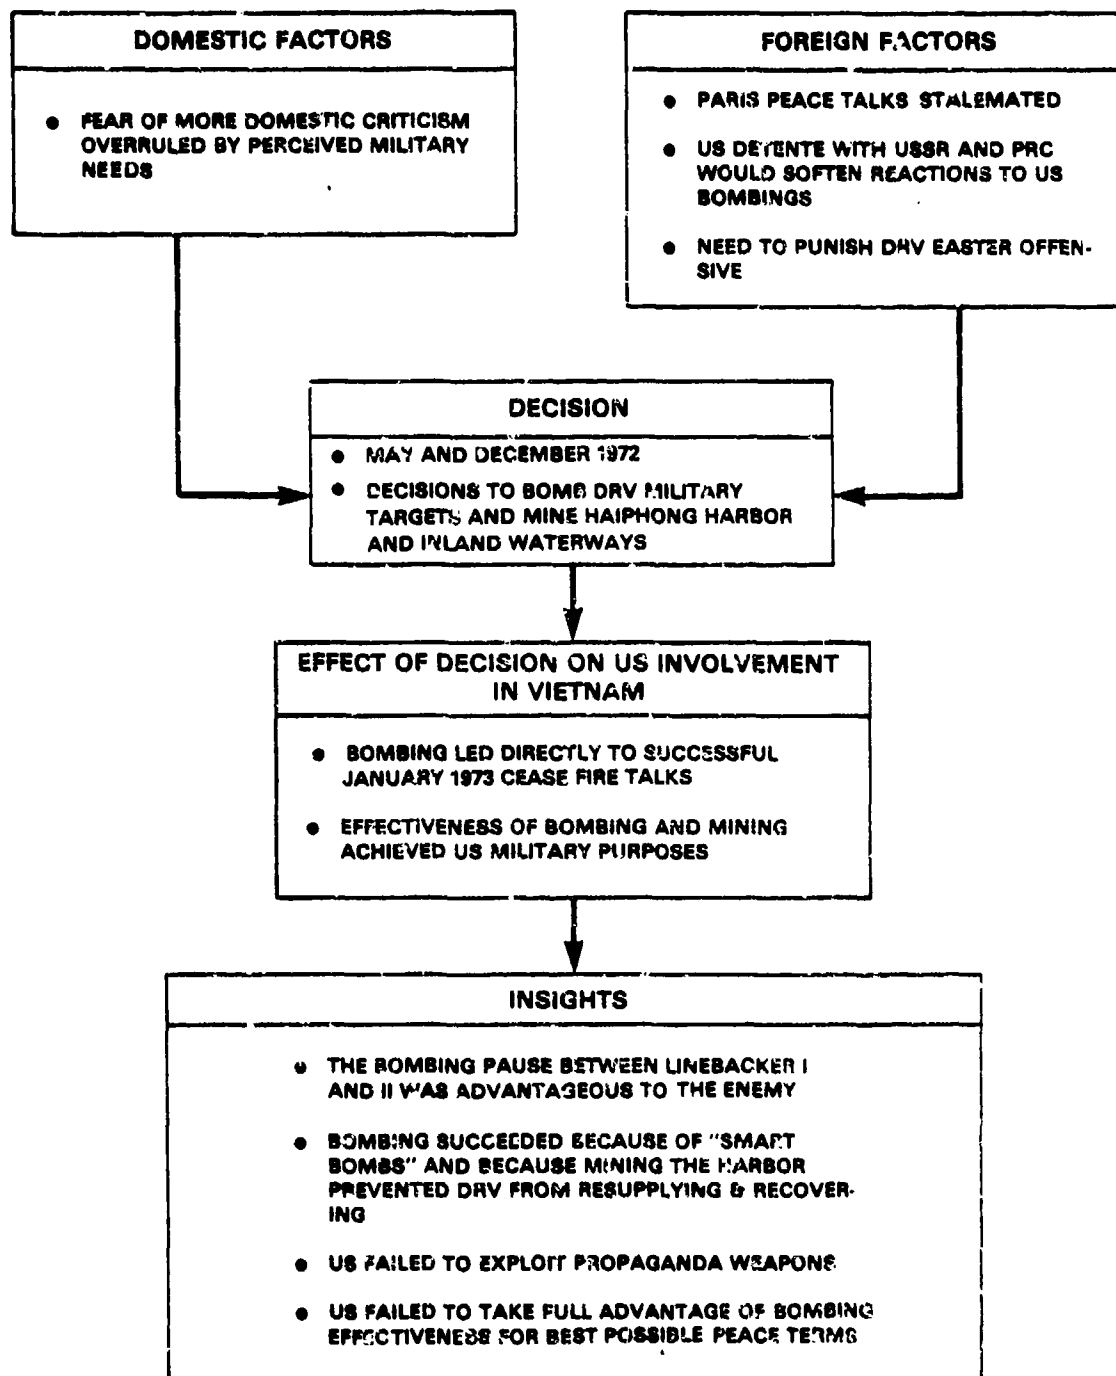 DOMESTIC FACTORS
• FEAR OF MORE DOMESTIC CRITICISM
OVERRULED BY PERCEIVED MILITARY
NEEDS
FOREIGN FACTORS
• PARIS PEACE TALKS STALEMATED
• US DETENTE WITH USSR AND PRC
WOULD SOFTEN REACTIONS TO US
BOMBINGS
• NEED TO PUNISH DRV EASTER OFFEN-
SIVE
DECISION
• MAY AND DECEMBER 1972
• DECISIONS TO BOMB DRV MILITARY
TARGETS AND MINE HAIPHONG HARBOR
AND INLAND WATERWAYS
EFFECT OF DECISION ON US INVOLVEMENT
IN VIETNAM
• BOMBING LED DIRECTLY TO SUCCESSFUL
JANUARY 1973 CEASE FIRE TALKS
• EFFECTIVENESS OF BOMBING AND MINING
ACHIEVED US MILITARY PURPOSES
INSIGHTS
• THE BOMBING PAUSE BETWEEN LINEBACKER I
AND II WAS ADVANTAGEOUS TO THE ENEMY
• BOMBING SUCCEEDED BECAUSE OF "SMART
BOMBS" AND BECAUSE MINING THE HARBOR
PREVENTED DRV FROM RESUPPLYING & RECOVER-
ING
• US FAILED TO EXPLOIT PROPAGANDA WEAPONS
• US FAILED TO TAKE FULL ADVANTAGE OF BOMBING
EFFECTIVENESS FOR BEST POSSIBLE PEACE TERMS